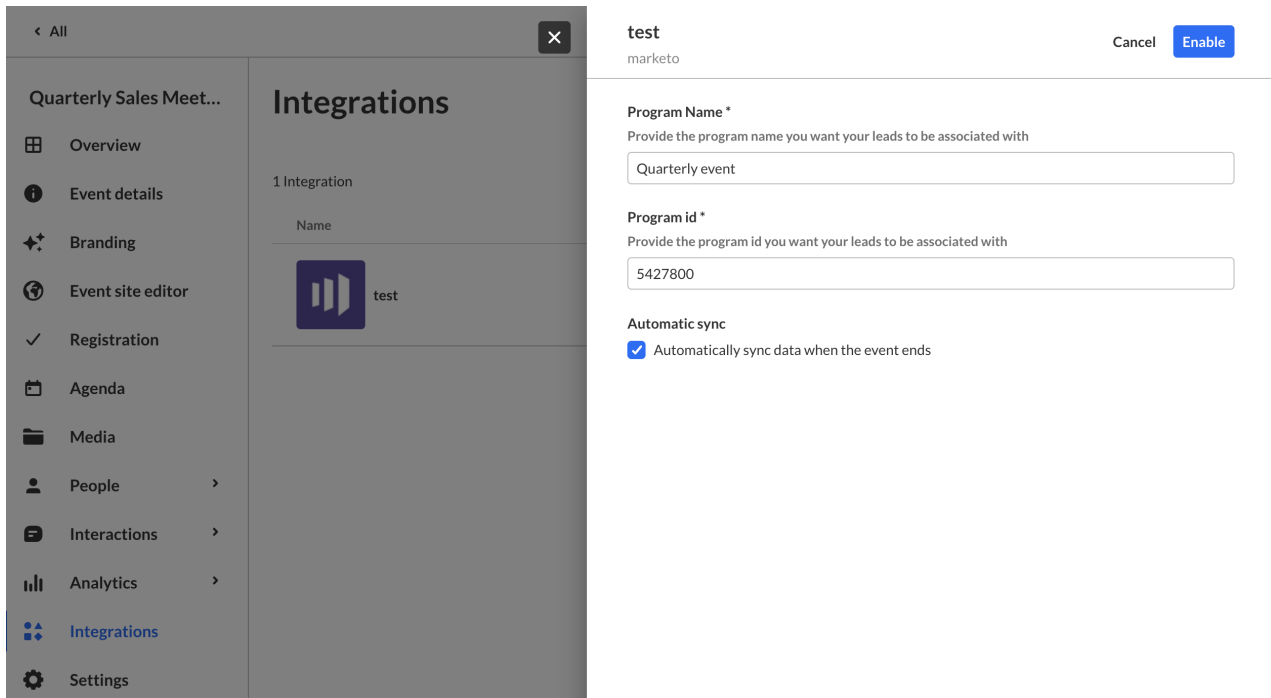 All
Quarterly Sales Meet...
Overview
Event details
Branding
Event site editor
Registration
Agenda
Media
People
Interactions
Analytics
Integrations
Settings
Integrations
1 Integration
Name
test
test
marketo
Cancel
Enable
Program Name *
Provide the program name you want your leads to be associated with
Quarterly event
Program id *
Provide the program id you want your leads to be associated with
5427800
Automatic sync
Automatically sync data when the event ends